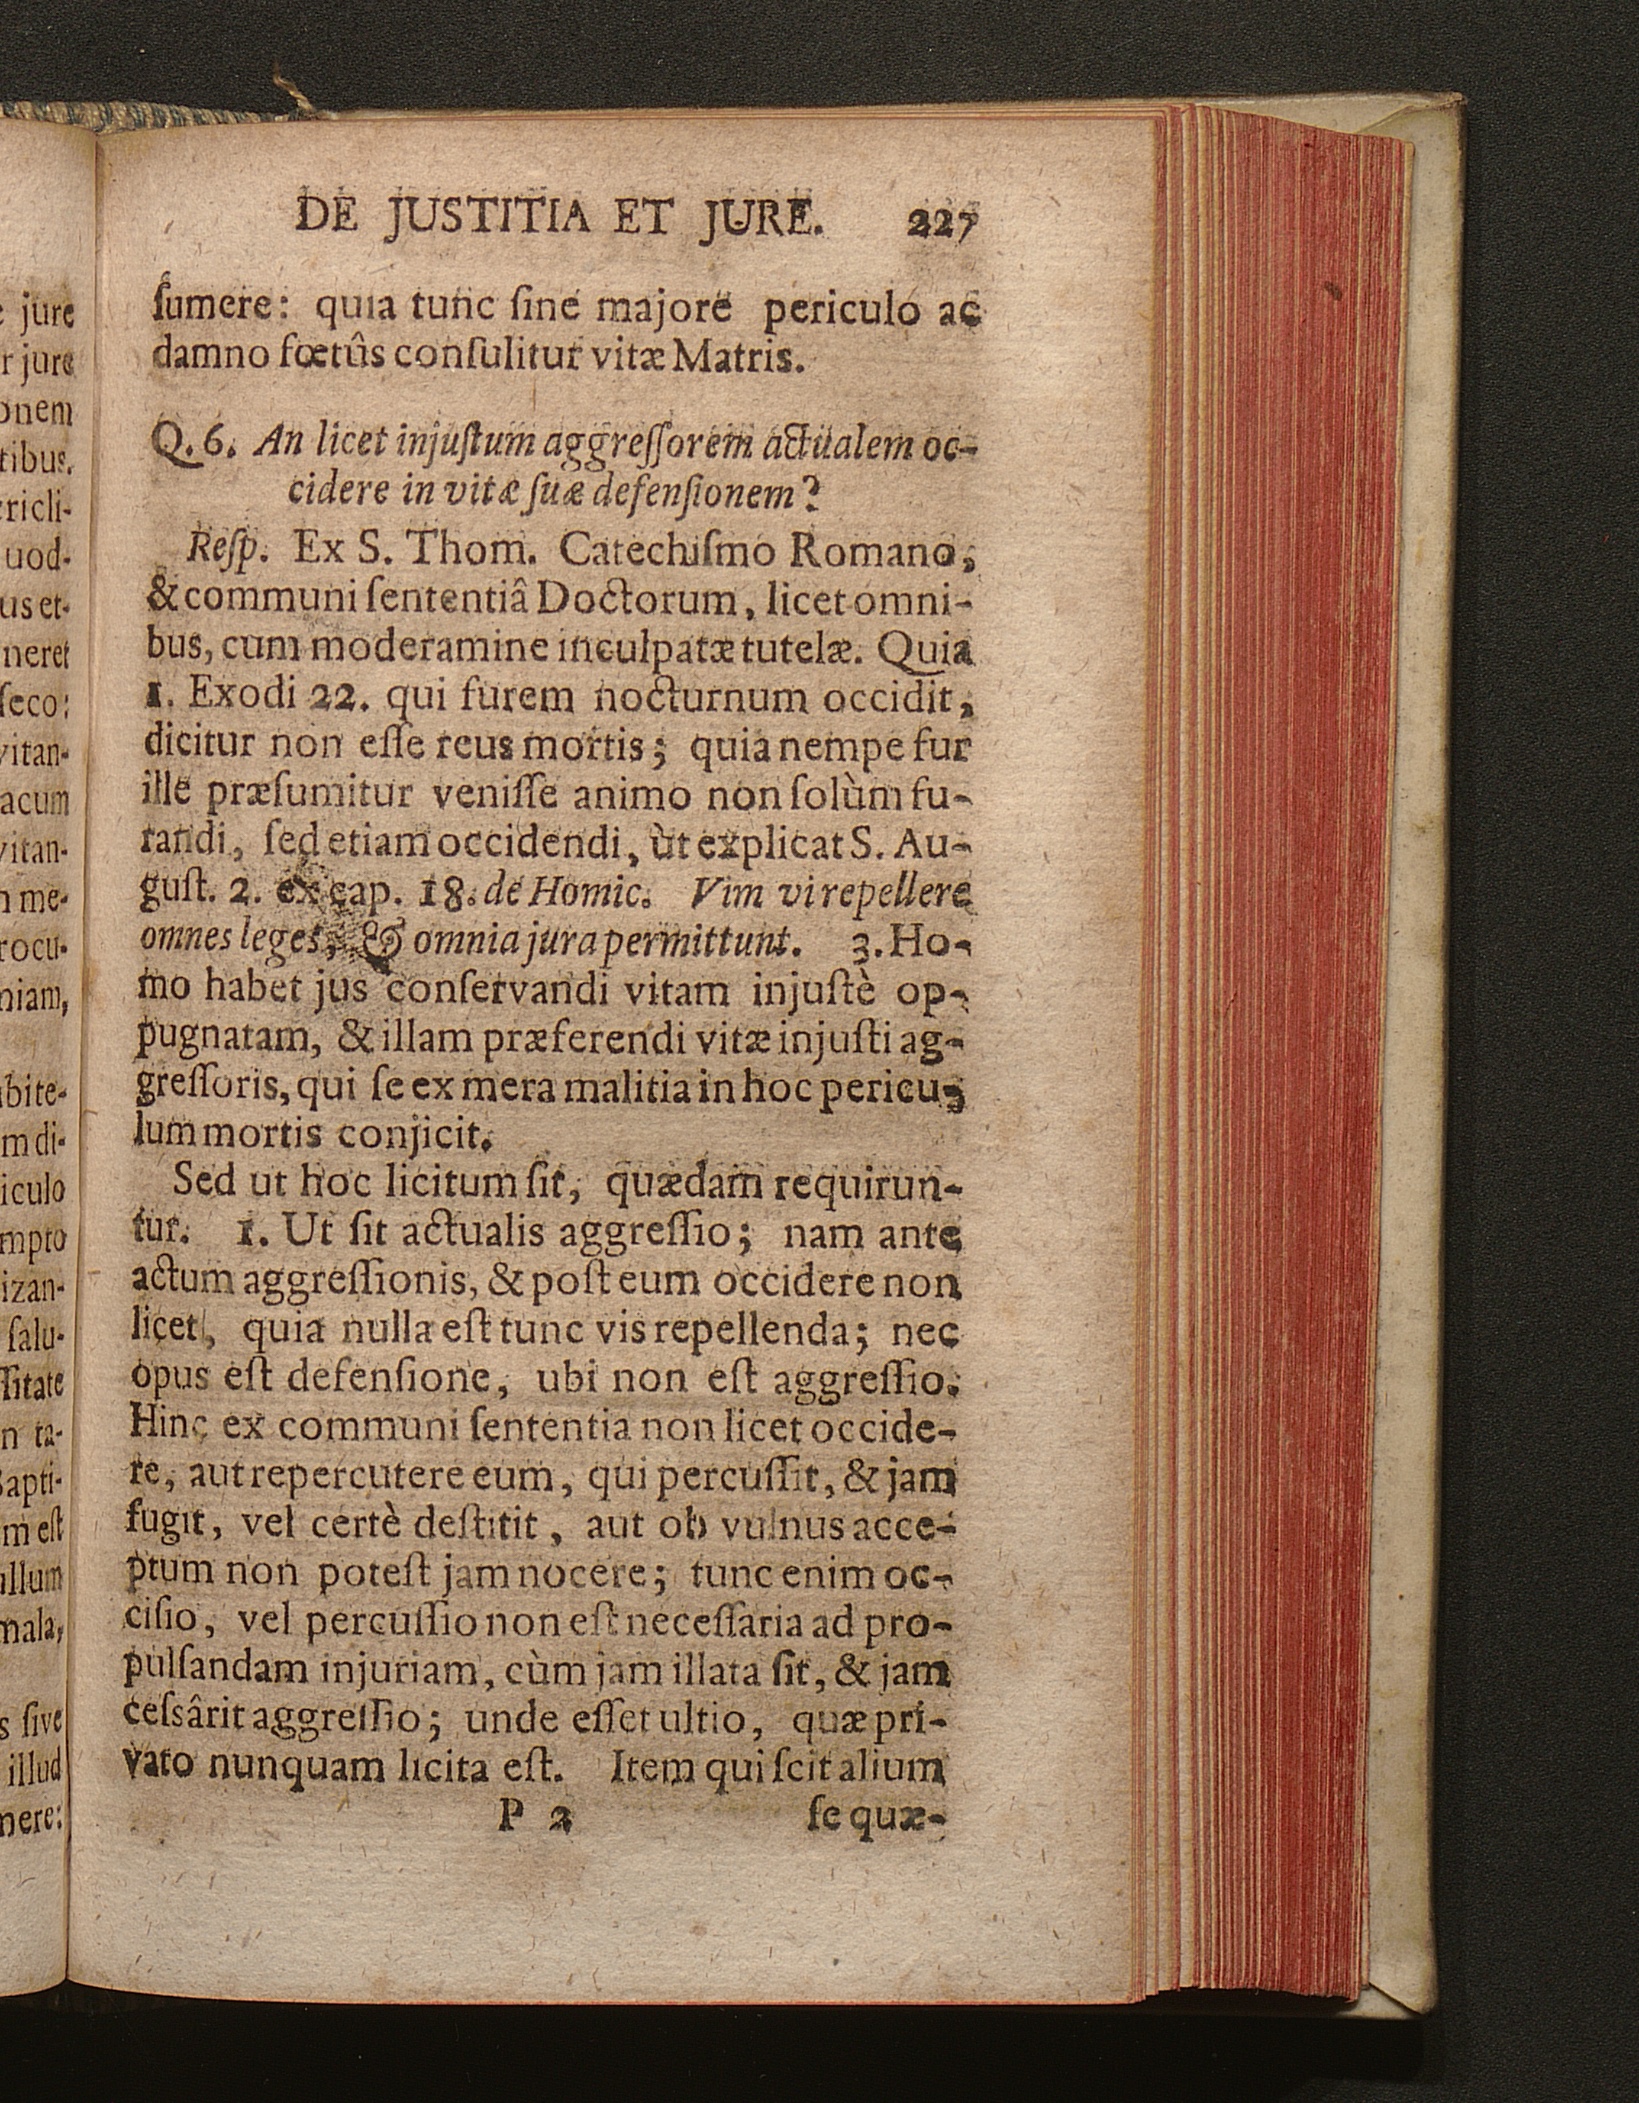 DE JUSTITIA ET JURE. 227
ſumere: quia tunc ſine majore periculo ac
damno fœtûs conſulitur vitæ Matris.
Q. 6. An licet injuſtum aggreſſorem actualem oc-
cidere in vitæ ſuæ defenſionem?
Reſp. Ex S. Thom. Catechiſmo Romano,
& communi ſententiâ Doctorum, licet omni-
bus, cum moderamine inculpatæ tutelæ. Quia
1. Exodi 22. qui furem nocturnum occidit,
dicitur non eſſe reus mortis; quia nempe fur
ille præſumitur veniſſe animo non ſolùm fu-
randi, ſed etiam occidendi, ùt explicat S. Au-
guſt. 2. ex cap. 18. de Homic. Vim vi repellere
omnes leges, & omnia jura permittunt. 3. Ho-
mo habet jus conſervandi vitam injuſtè op-
pugnatam, & illam præferendi vitæ injuſti ag-
greſſoris, qui ſe ex mera malitia in hoc pericu-
lum mortis conjicit.
Sed ut hoc licitum ſit, quædam requirun-
tur. 1. Ut ſit actualis aggreſſio; nam ante
actum aggreſſionis, & poſt eum occidere non
licet, quia nulla eſt tunc vis repellenda; nec
opus eſt defenſione, ubi non eſt aggreſſio.
Hinc ex communi ſententia non licet occide-
re, aut repercutere eum, qui percuſſit, & jam
fugit, vel certè deſtitit, aut ob vulnus acce-
ptum non poteſt jam nocere; tunc enim oc-
ciſio, vel percuſſio non eſt neceſſaria ad pro-
pulſandam injuriam, cùm jam illata ſit, & jam
ceſsârit aggreſſio; unde eſſet ultio, quæ pri-
vato nunquam licita eſt. Item qui ſcit alium
P 2 ſe quæ-